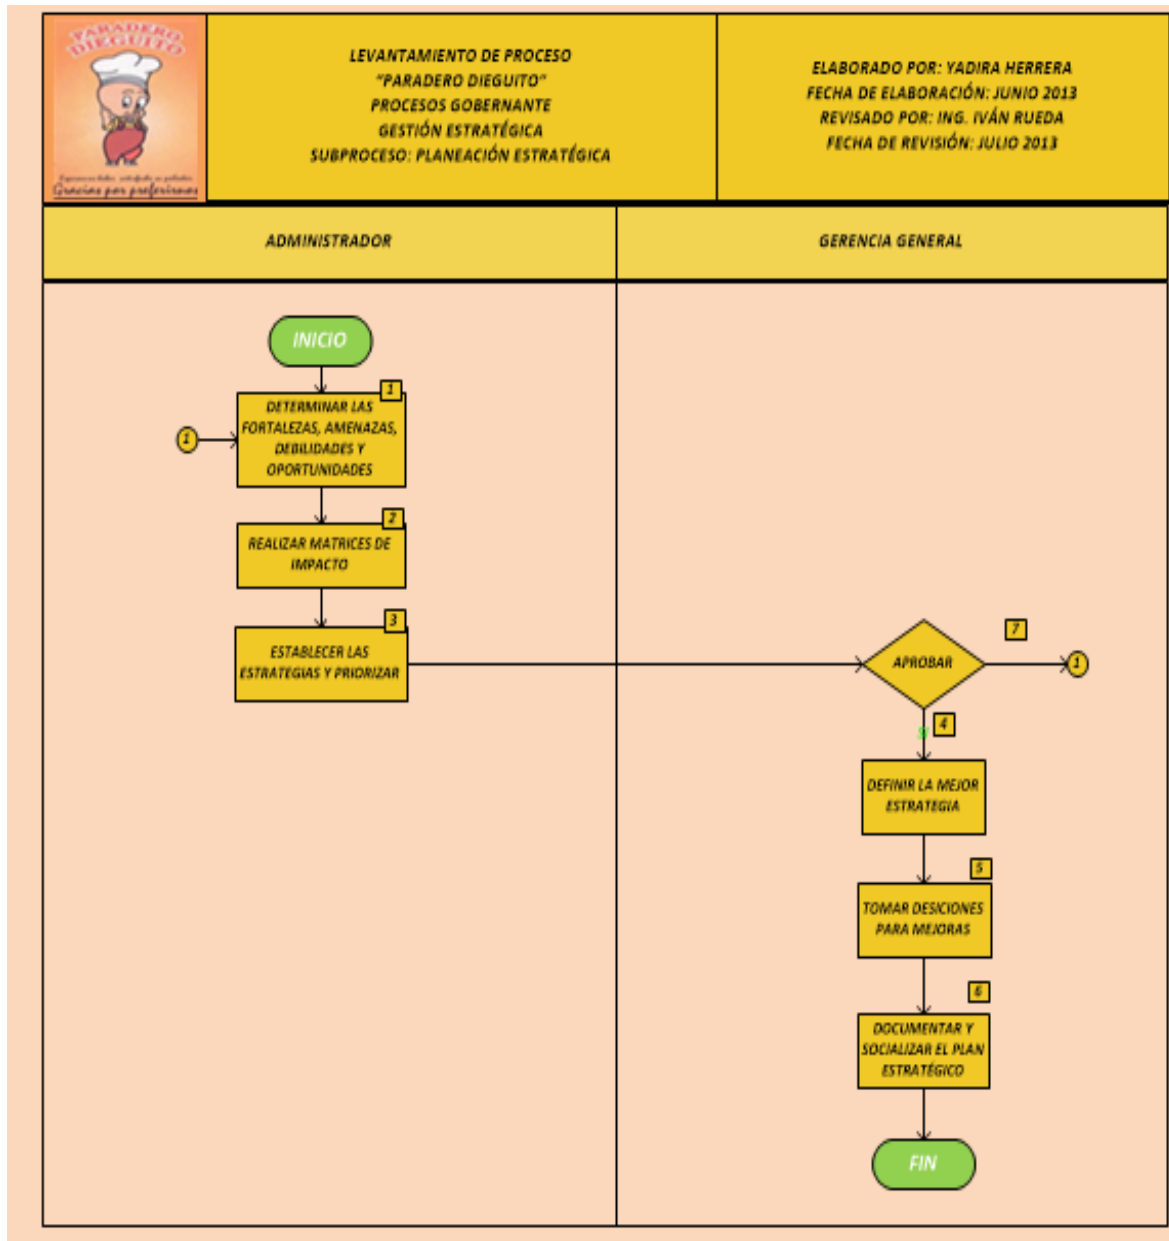 PARADERO
DIEGUITO
Gracias por preferirnos
LEVANTAMIENTO DE PROCESO
"PARADERO DIEGUITO"
PROCESOS GOBERNANTE
GESTIÓN ESTRATÉGICA
SUBPROCESO: PLANEACIÓN ESTRATÉGICA
ELABORADO POR: YADIRA HERRERA
FECHA DE ELABORACIÓN: JUNIO 2013
REVISADO POR: ING. IVÁN RUEDA
FECHA DE REVISIÓN: JULIO 2013
ADMINISTRADOR
GERENCIA GENERAL
INICIO
1
DETERMINAR LAS
FORTALEZAS, AMENAZAS,
DEBILIDADES Y
OPORTUNIDADES
1
2
REALIZAR MATRICES DE
IMPACTO
3
ESTABLECER LAS
ESTRATEGIAS Y PRIORIZAR
APROBAR
7
1
4
SI
DEFINIR LA MEJOR
ESTRATEGIA
5
TOMAR DESICIONES
PARA MEJORAS
6
DOCUMENTAR Y
SOCIALIZAR EL PLAN
ESTRATÉGICO
FIN